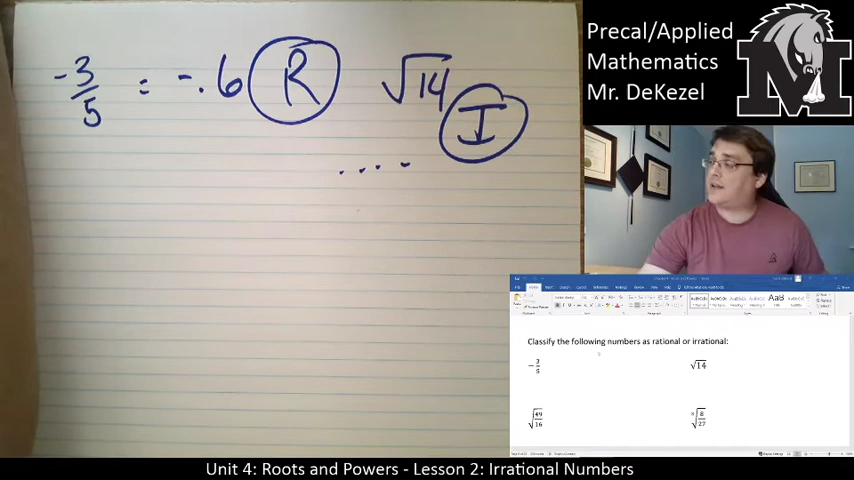 Precal/Applied
Mathematics
Mr. DeKezel
M
-3/5 = -.6 R √14 I
....
Classify the following numbers as rational or irrational:
-3/5 √14
√49/16 ∛8/27
Unit 4: Roots and Powers - Lesson 2: Irrational Numbers